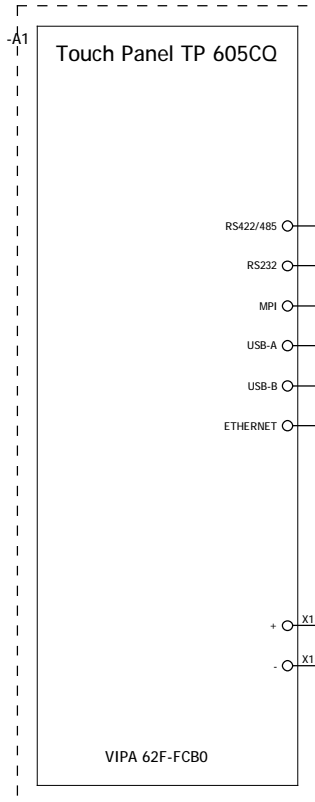 -A1
Touch Panel TP 605CQ
RS422/485
RS232
MPI
USB-A
USB-B
ETHERNET
+ X1
- X1
VIPA 62F-FCB0